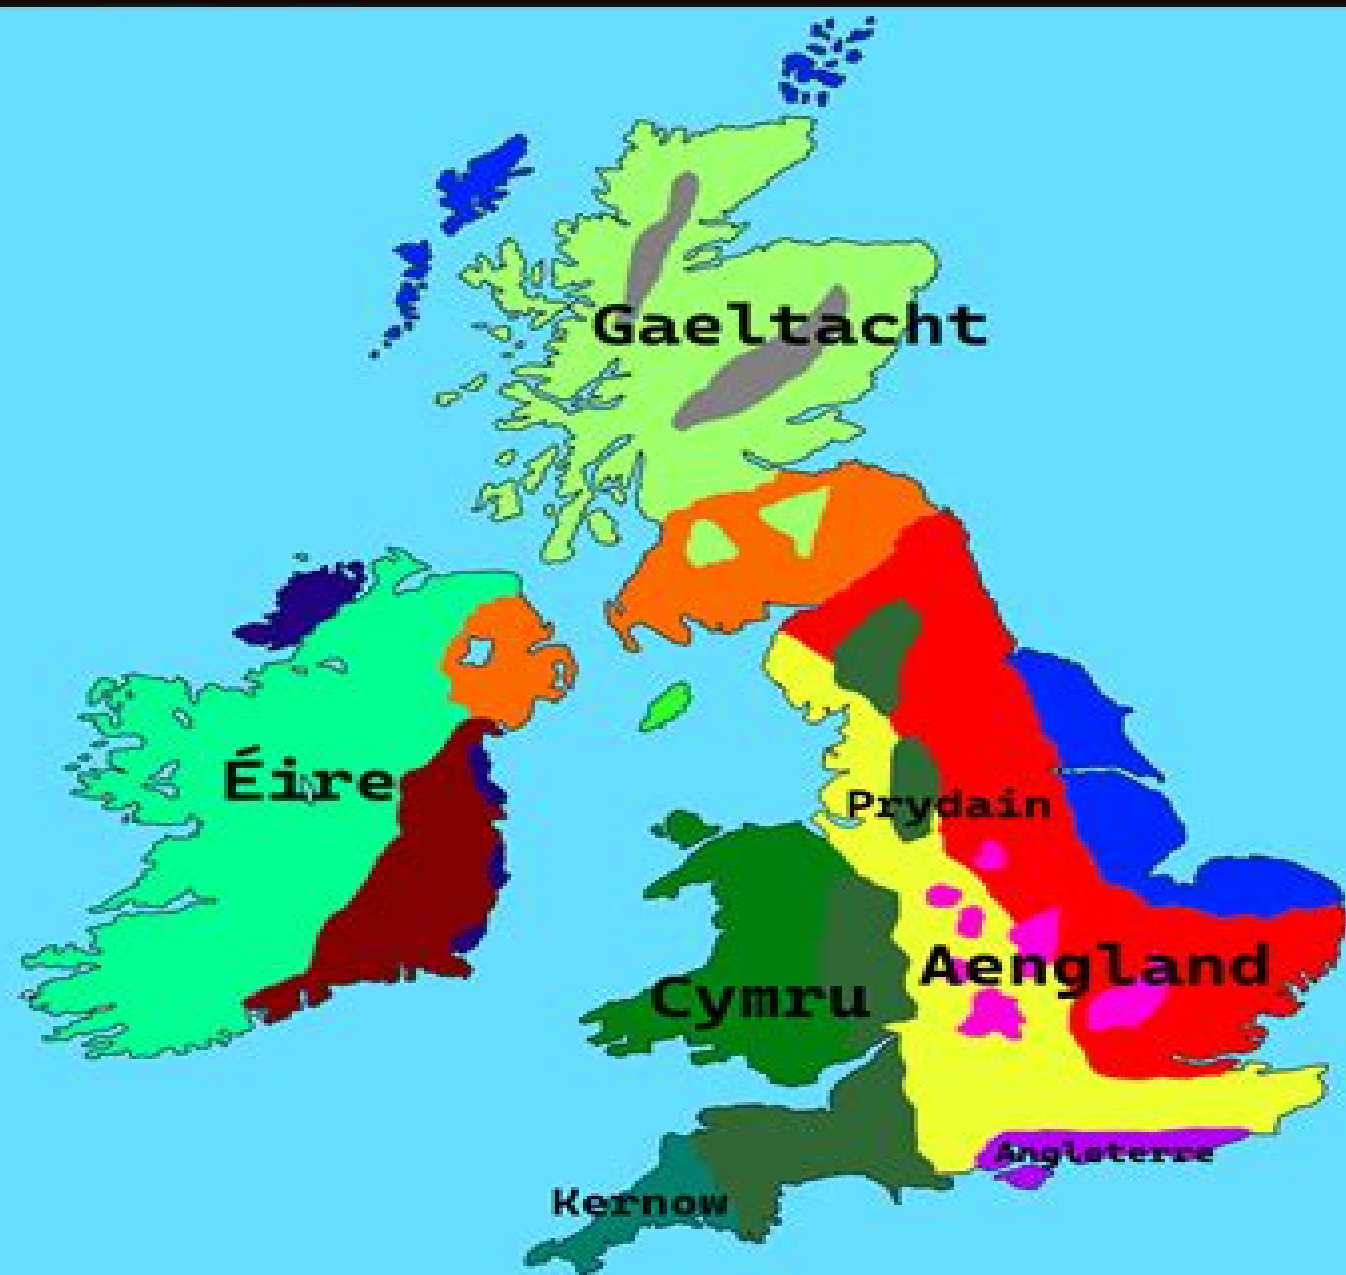 Gaeltacht
Éire
Prydain
Aengland
Cymru
Angleterre
Kernow